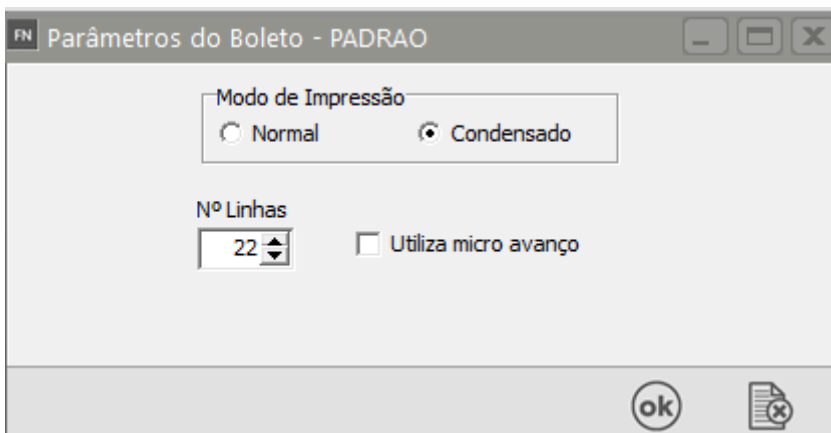 FN Parâmetros do Boleto - PADRAO
Modo de Impressão
Normal Condensado
Nº Linhas
22 Utiliza micro avanço
ok